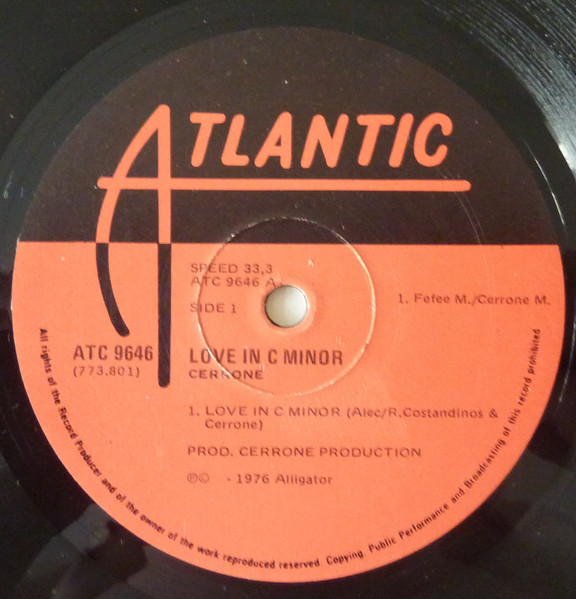 ATLANTIC
SPEED 33,3
ATC 9646 A
SIDE 1
1. Fefee M./Cerrone M.
ATC 9646
(773.801)
LOVE IN C MINOR
CERRONE
1. LOVE IN C MINOR (Alec/R.Costandinos &
Cerrone)
PROD. CERRONE PRODUCTION
℗© - 1976 Alligator
All rights of the Record Producer and of the owner of the work reproduced reserved. Copying, Public Performance and Broadcasting of this record prohibited